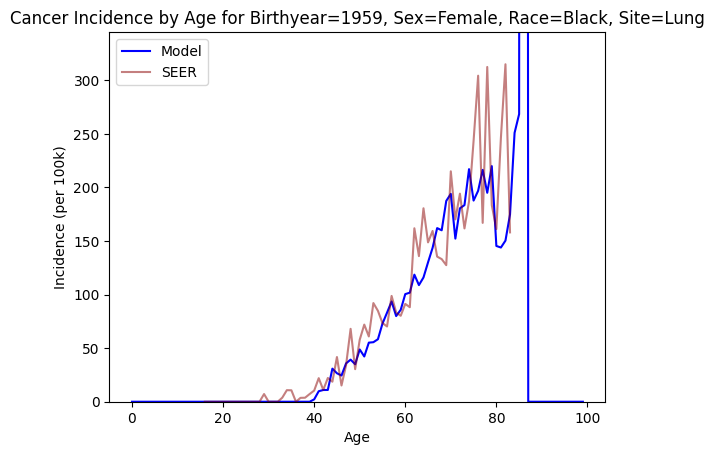 Cancer Incidence by Age for Birthyear=1959, Sex=Female, Race=Black, Site=Lung
Model
SEER
Incidence (per 100k)
300
250
200
150
100
50
0
0 20 40 60 80 100
Age